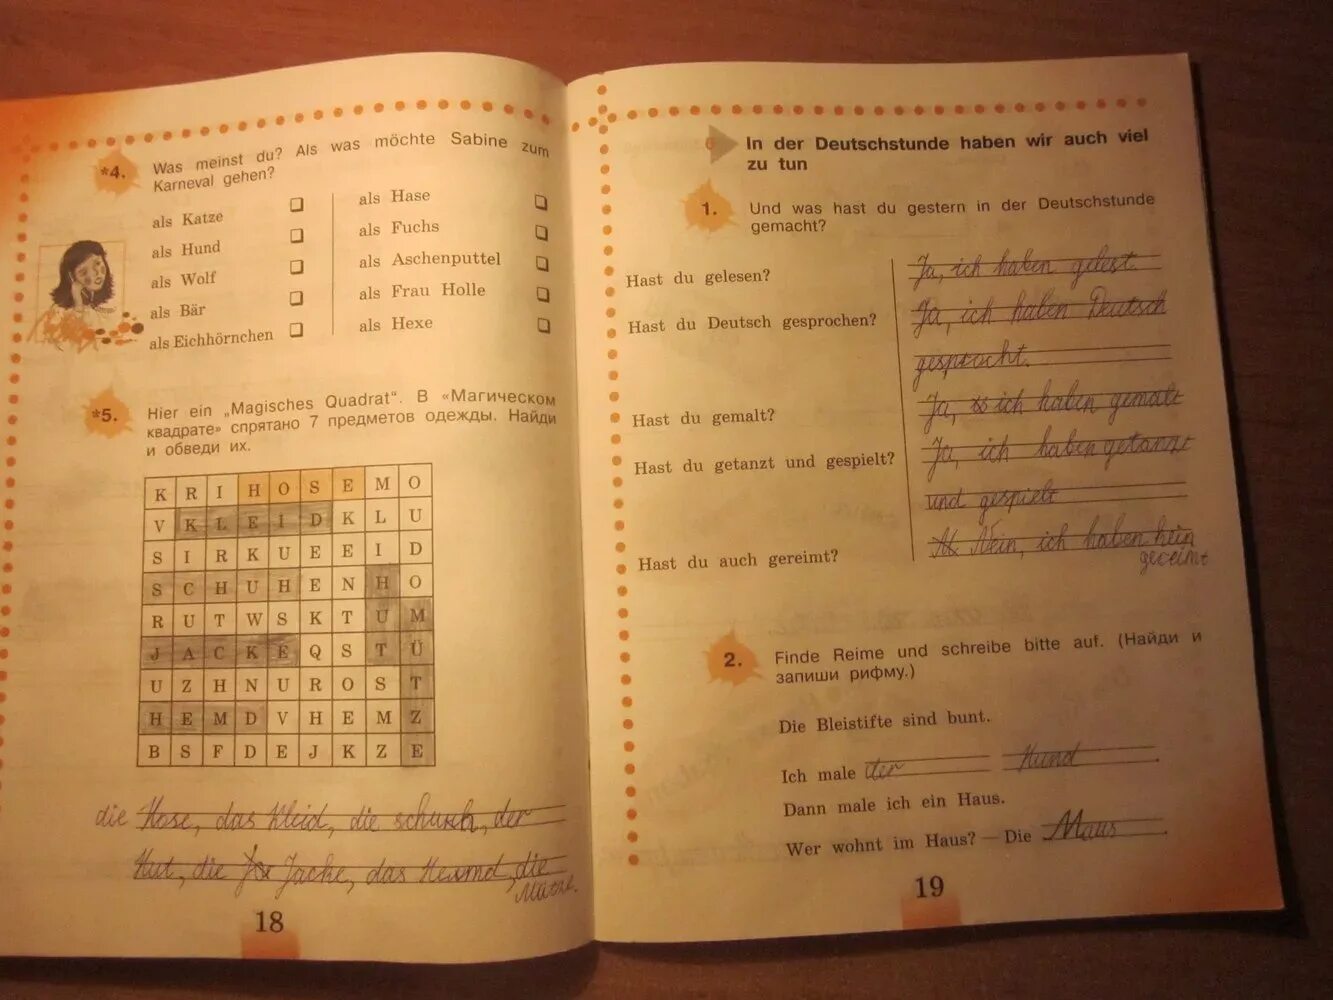 *4. Was meinst du? Als was möchte Sabine zum
Karneval gehen?
als Katze
als Hund
als Wolf
als Bär
als Eichhörnchen
als Hase
als Fuchs
als Aschenputtel
als Frau Holle
als Hexe
*5. Hier ein „Magisches Quadrat“. В «Магическом
квадрате» спрятано 7 предметов одежды. Найди
и обведи их.
K R I H O S E M O
V K L E I D K L U
S I R K U E E I D
S C H U H E N H O
R U T W S K T U M
J A C K E Q S T Ü
U Z H N U R O S T
H E M D V H E M Z
B S F D E J K Z E
die Hose, das Kleid, die schuhh, der
Hut, die Jacke, das Hemd, die
Mütze.
18
6 In der Deutschstunde haben wir auch viel
zu tun
1. Und was hast du gestern in der Deutschstunde
gemacht?
Hast du gelesen? Ja, ich haben gelest.
Hast du Deutsch gesprochen? Ja, ich haben Deutsch
gesprocht.
Hast du gemalt? Ja, ich haben gemalt
Hast du getanzt und gespielt? Ja, ich haben getanzt
und gespielt
Hast du auch gereimt? Nein, ich haben kein
gereimt
2. Finde Reime und schreibe bitte auf. (Найди и
запиши рифму.)
Die Bleistifte sind bunt.
Ich male der Hund.
Dann male ich ein Haus.
Wer wohnt im Haus? – Die Maus.
19